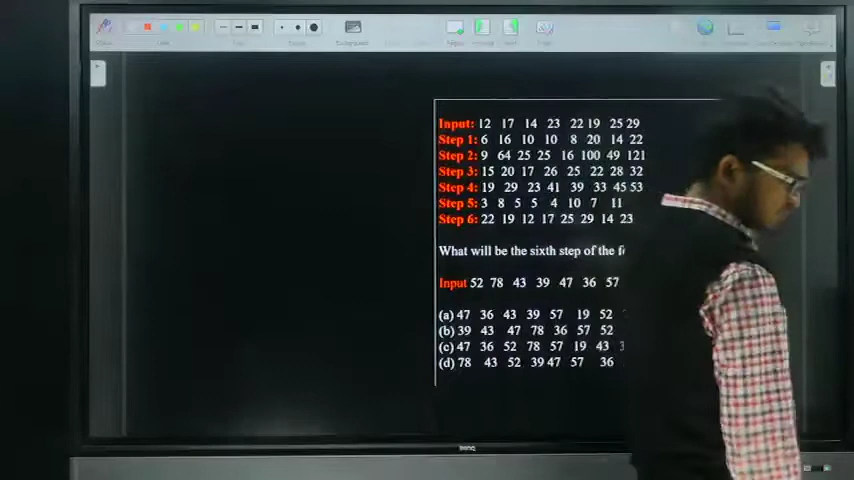 Input: 12 17 14 23 22 19 25 29
Step 1: 6 16 10 10 8 20 14 22
Step 2: 9 64 25 25 16 100 49 121
Step 3: 15 20 17 26 25 22 28 32
Step 4: 19 29 23 41 39 33 45 53
Step 5: 3 8 5 5 4 10 7 11
Step 6: 22 19 12 17 25 29 14 23
What will be the sixth step of the
Input 52 78 43 39 47 36 57
(a) 47 36 43 39 57 19 52
(b) 39 43 47 78 36 57 52
(c) 47 36 52 78 57 19 43
(d) 78 43 52 39 47 57 36
BenQ